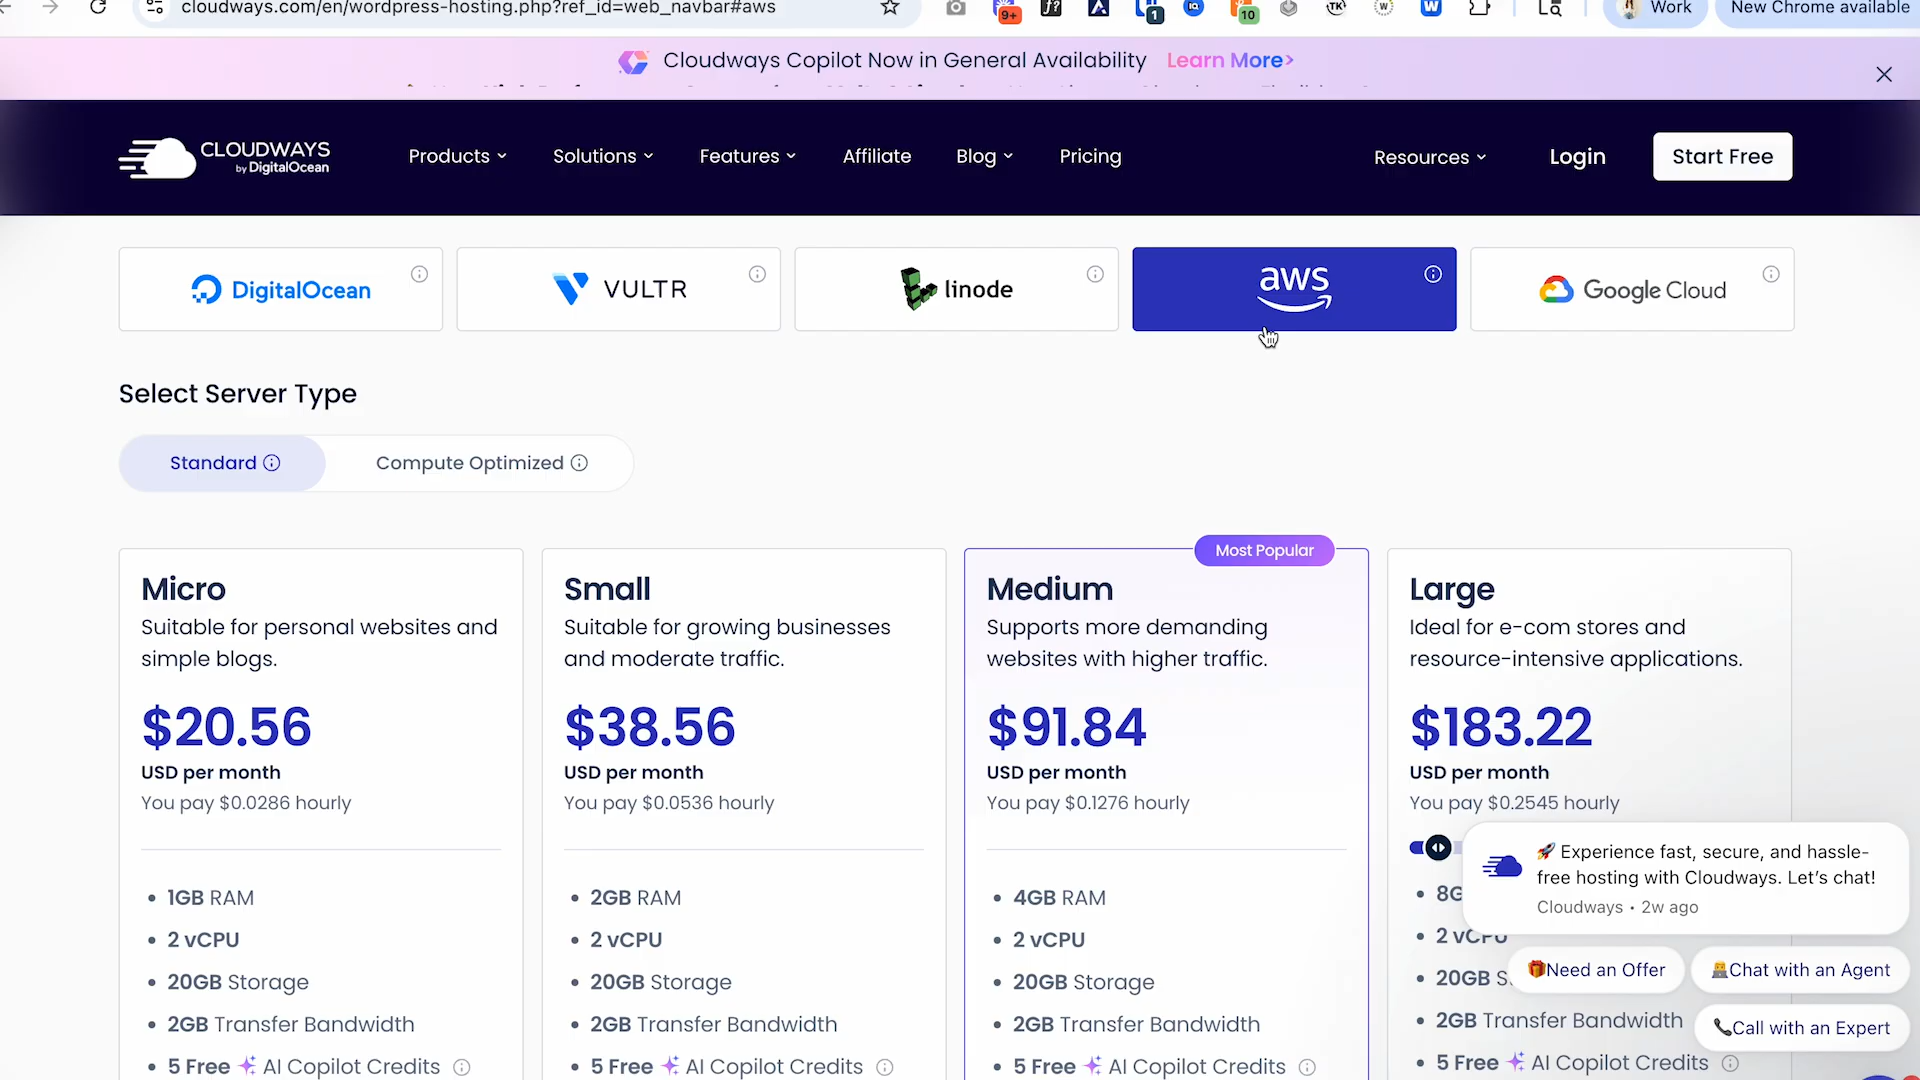 cloudways.com/en/wordpress-hosting.php?ref_id=web_navbar#aws
9+
f?
1
IQ
10
TK
W
W
Work
New Chrome available
Cloudways Copilot Now in General Availability Learn More>
CLOUDWAYS
by DigitalOcean
Products
Solutions
Features
Affiliate
Blog
Pricing
Resources
Login
Start Free
DigitalOcean
VULTR
linode
aws
Google Cloud
Select Server Type
Standard
Compute Optimized
Most Popular
Micro
Suitable for personal websites and
simple blogs.
$20.56
USD per month
You pay $0.0286 hourly
• 1GB RAM
• 2 vCPU
• 20GB Storage
• 2GB Transfer Bandwidth
• 5 Free AI Copilot Credits
Small
Suitable for growing businesses
and moderate traffic.
$38.56
USD per month
You pay $0.0536 hourly
• 2GB RAM
• 2 vCPU
• 20GB Storage
• 2GB Transfer Bandwidth
• 5 Free AI Copilot Credits
Medium
Supports more demanding
websites with higher traffic.
$91.84
USD per month
You pay $0.1276 hourly
• 4GB RAM
• 2 vCPU
• 20GB Storage
• 2GB Transfer Bandwidth
• 5 Free AI Copilot Credits
Large
Ideal for e-com stores and
resource-intensive applications.
$183.22
USD per month
You pay $0.2545 hourly
• 2 vCPU
• 20GB
• 2GB Transfer Bandwidth
• 5 Free AI Copilot Credits
🚀 Experience fast, secure, and hassle-
free hosting with Cloudways. Let's chat!
Cloudways • 2w ago
🎁Need an Offer
👩‍💻Chat with an Agent
📞Call with an Expert